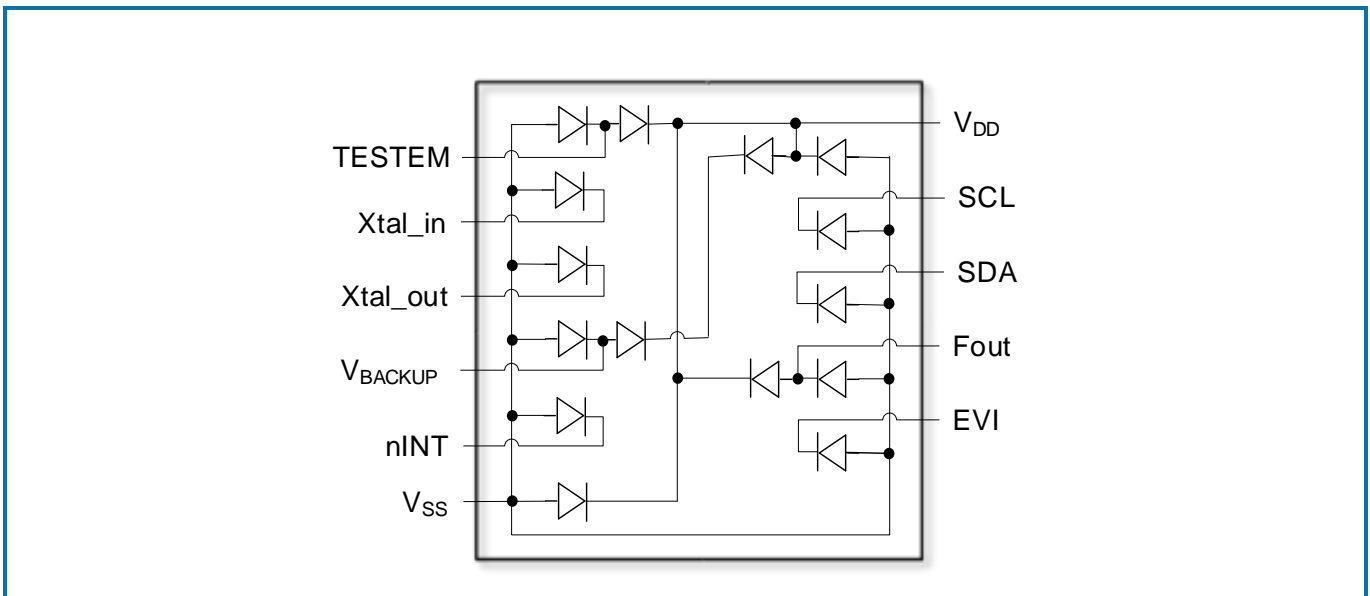 TESTEM
Xtal_in
Xtal_out
VBACKUP
nINT
VSS
VDD
SCL
SDA
Fout
EVI